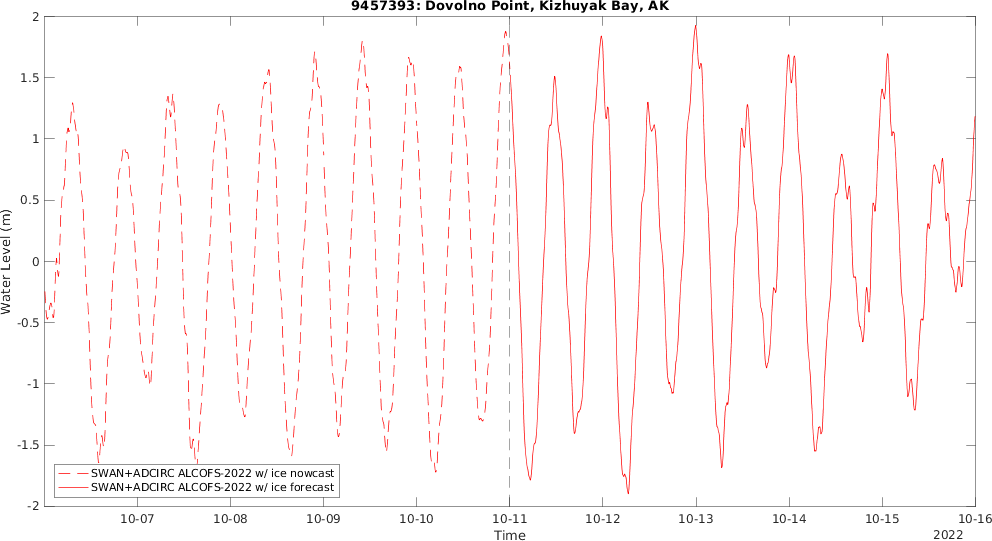 9457393: Dovolno Point, Kizhuyak Bay, AK
Water Level (m)
2
1.5
1
0.5
0
-0.5
-1
-1.5
-2
SWAN+ADCIRC ALCOFS-2022 w/ ice nowcast
SWAN+ADCIRC ALCOFS-2022 w/ ice forecast
10-07 10-08 10-09 10-10 10-11 10-12 10-13 10-14 10-15 10-16
Time
2022